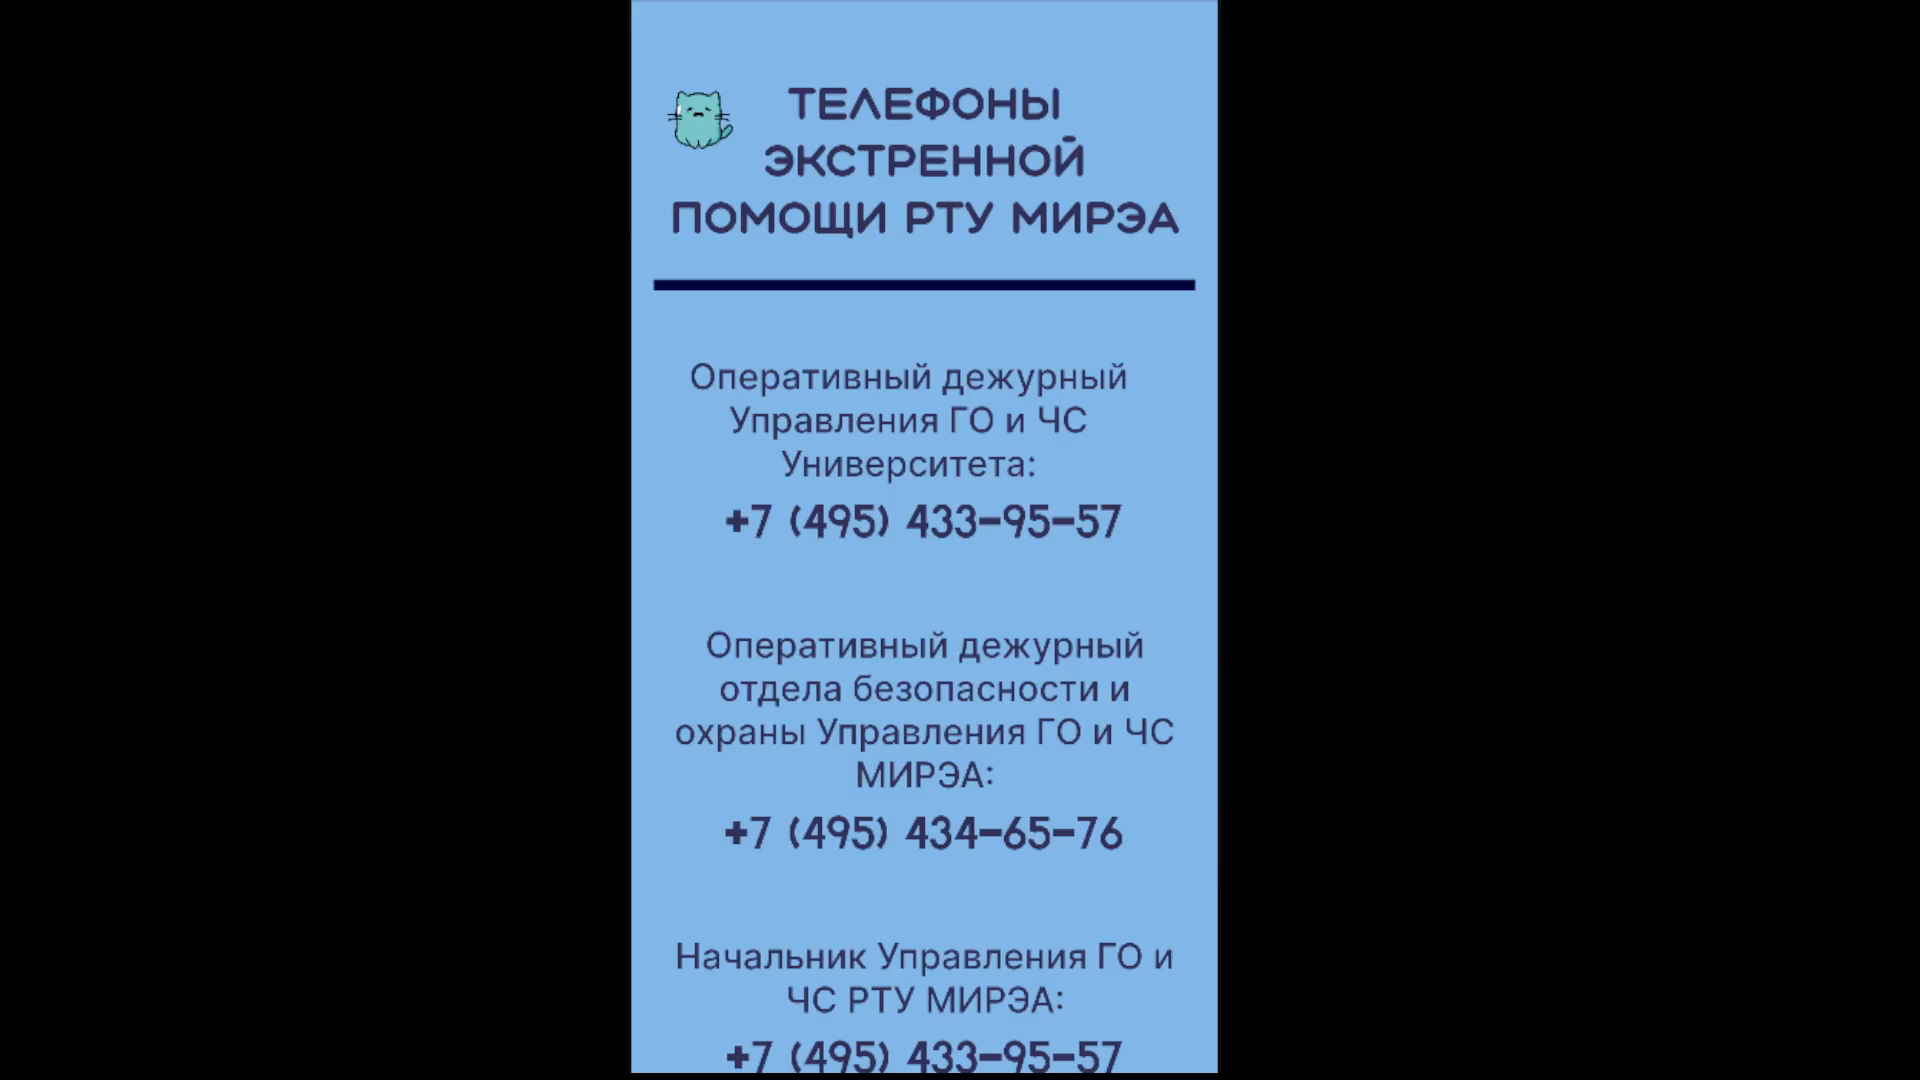 ТЕЛЕФОНЫ
ЭКСТРЕННОЙ
ПОМОЩИ РТУ МИРЭА
Оперативный дежурный
Управления ГО и ЧС
Университета:
+7 (495) 433-95-57
Оперативный дежурный
отдела безопасности и
охраны Управления ГО и ЧС
МИРЭА:
+7 (495) 434-65-76
Начальник Управления ГО и
ЧС РТУ МИРЭА:
+7 (495) 433-95-57